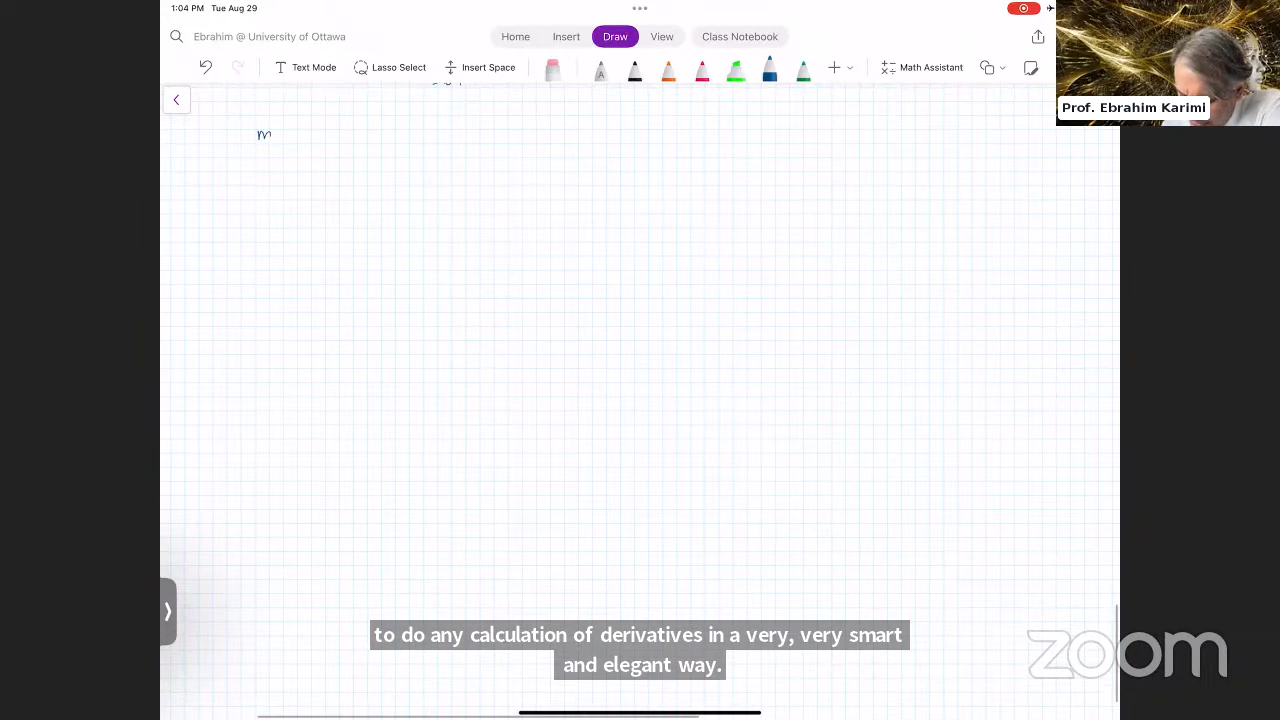 1:04 PM Tue Aug 29
Ebrahim @ University of Ottawa
Home Insert Draw View Class Notebook
Text Mode Lasso Select Insert Space A Math Assistant
Prof. Ebrahim Karimi
m
to do any calculation of derivatives in a very, very smart
and elegant way.
zoom